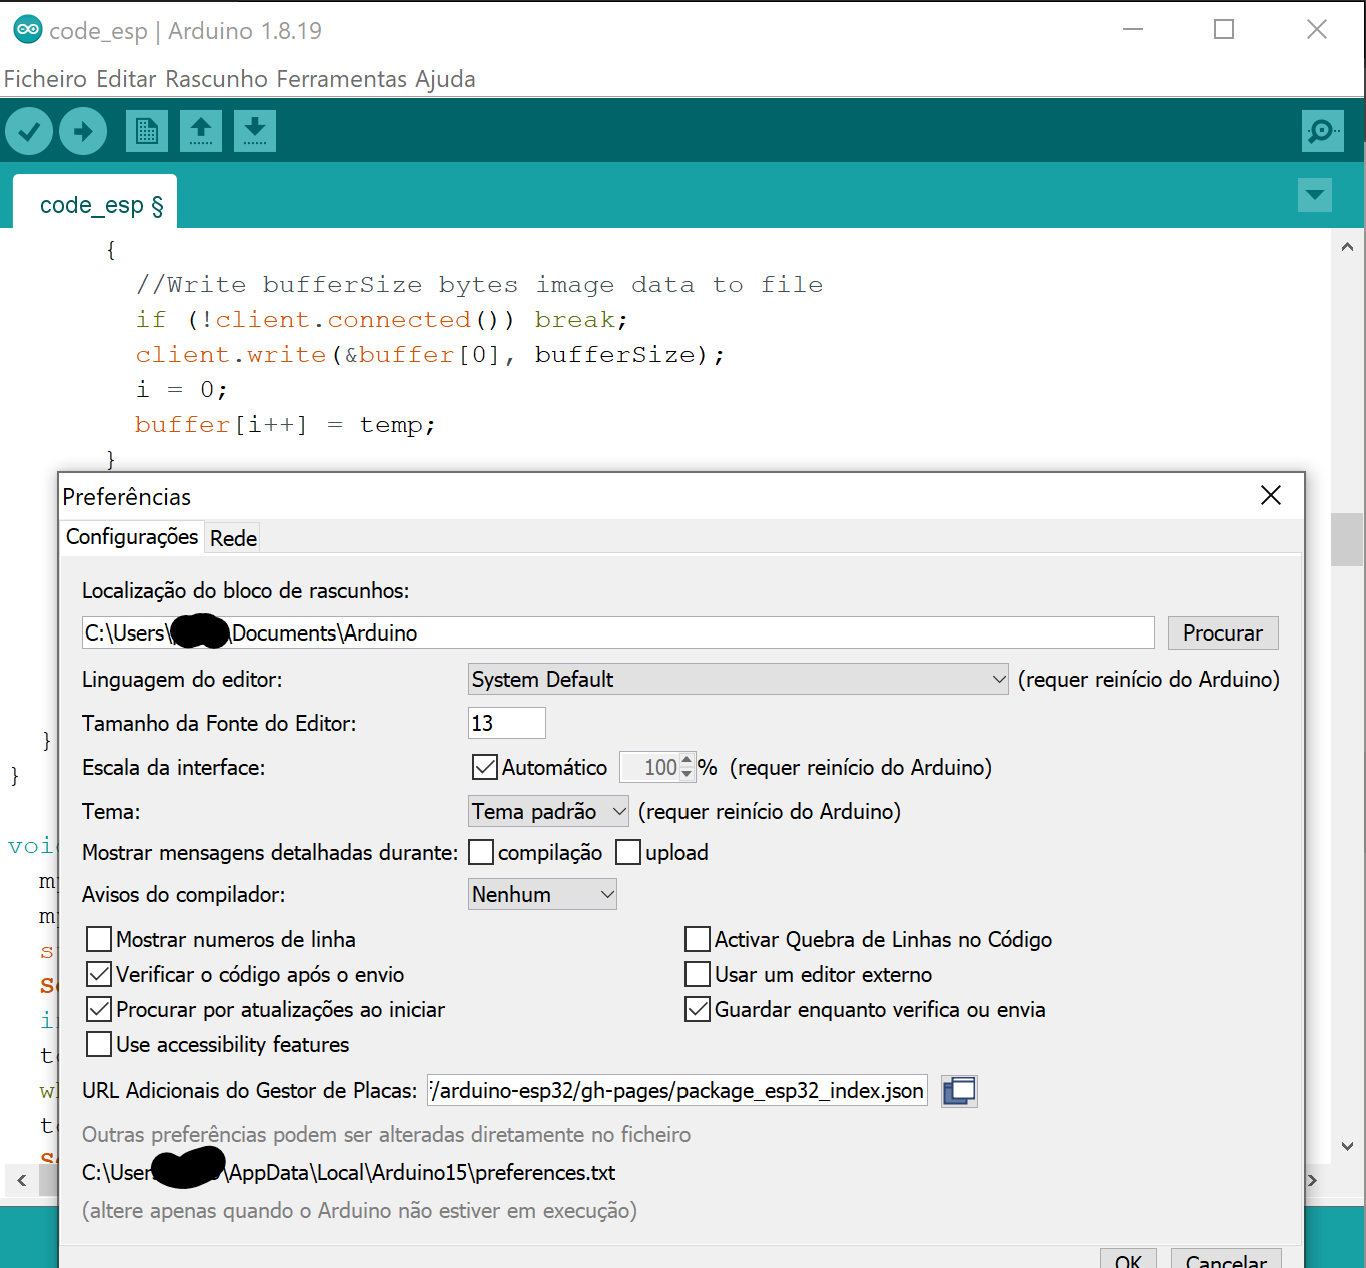 code_esp | Arduino 1.8.19
Ficheiro Editar Rascunho Ferramentas Ajuda
code_esp §
{
//Write bufferSize bytes image data to file
if (!client.connected()) break;
client.write(&buffer[0], bufferSize);
i = 0;
buffer[i++] = temp;
}
Preferências
Configurações Rede
Localização do bloco de rascunhos:
C:\Users\ \Documents\Arduino Procurar
Linguagem do editor: System Default (requer reinício do Arduino)
Tamanho da Fonte do Editor: 13
}
Escala da interface: Automático 100 % (requer reinício do Arduino)
}
Tema: Tema padrão (requer reinício do Arduino)
Mostrar mensagens detalhadas durante: compilação upload
Avisos do compilador: Nenhum
Mostrar numeros de linha Activar Quebra de Linhas no Código
Verificar o código após o envio Usar um editor externo
Procurar por atualizações ao iniciar Guardar enquanto verifica ou envia
Use accessibility features
URL Adicionais do Gestor de Placas: /arduino-esp32/gh-pages/package_esp32_index.json
Outras preferências podem ser alteradas diretamente no ficheiro
C:\User \AppData\Local\Arduino15\preferences.txt
(altere apenas quando o Arduino não estiver em execução)
OK Cancelar